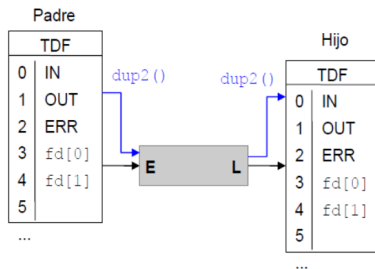 Padre
TDF
0 IN
1 OUT
2 ERR
3 fd[0]
4 fd[1]
5
...
dup2()
E
L
dup2()
Hijo
TDF
0 IN
1 OUT
2 ERR
3 fd[0]
4 fd[1]
5
...